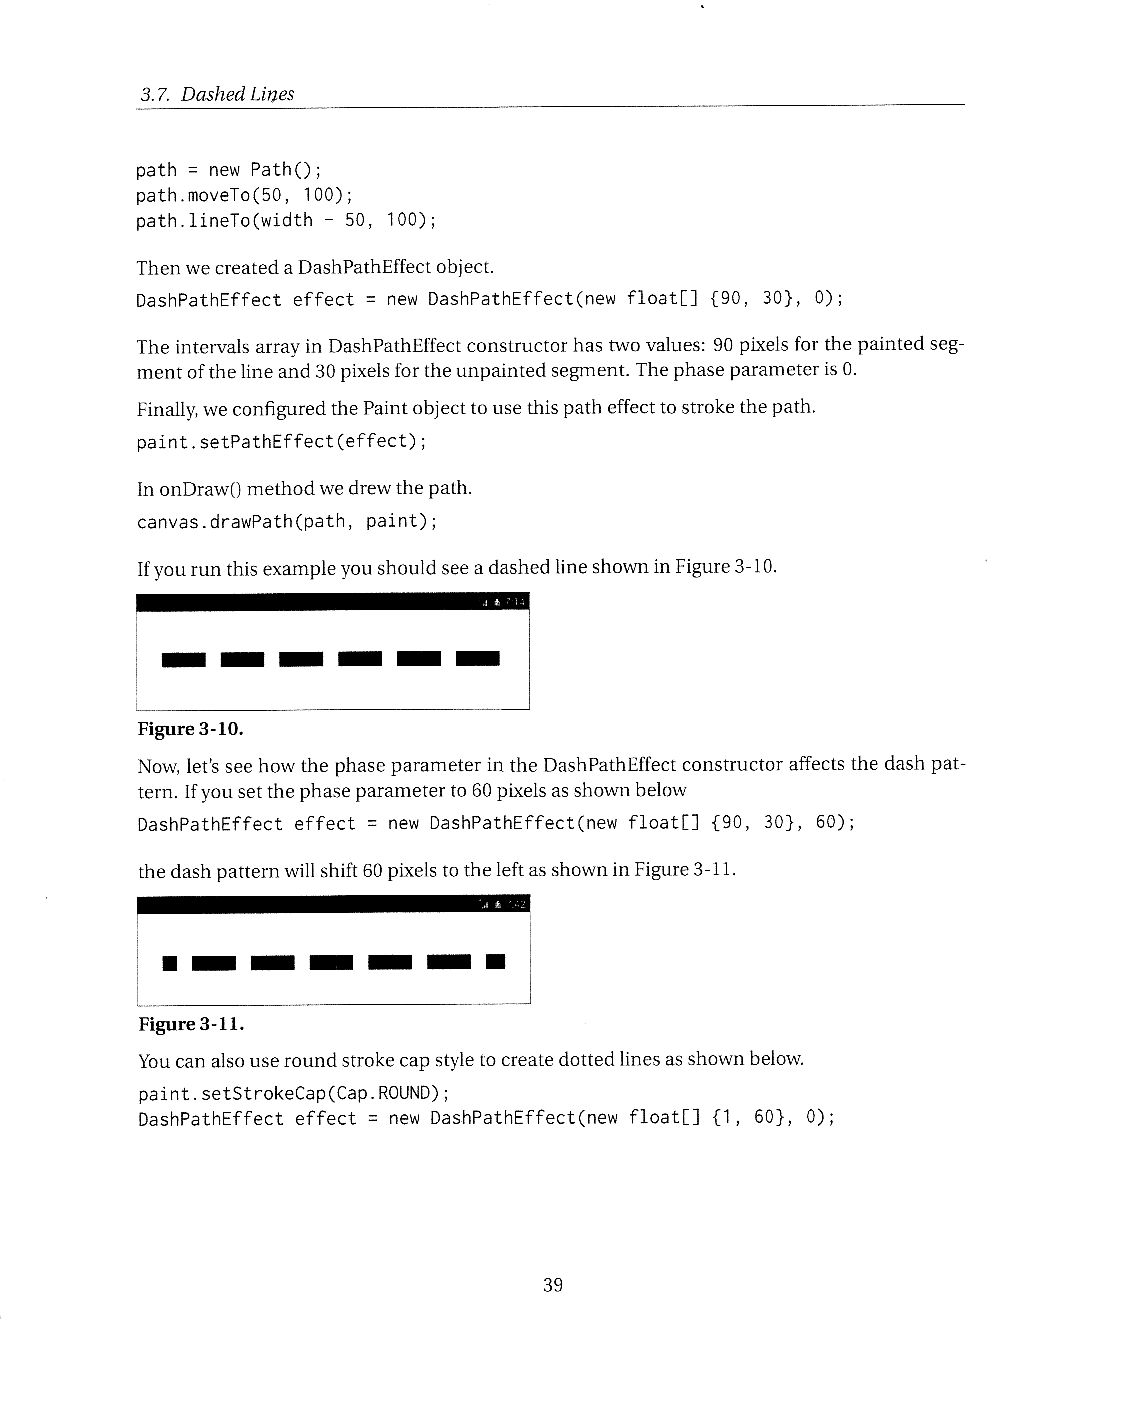 3.7. Dashed Lines
path = new Path();
path.moveTo(50, 100);
path.lineTo(width - 50, 100);
Then we created a DashPathEffect object.
DashPathEffect effect = new DashPathEffect(new float[] {90, 30}, 0);
The intervals array in DashPathEffect constructor has two values: 90 pixels for the painted seg-
ment of the line and 30 pixels for the unpainted segment. The phase parameter is 0.
Finally, we configured the Paint object to use this path effect to stroke the path.
paint.setPathEffect(effect);
In onDraw() method we drew the path.
canvas.drawPath(path, paint);
If you run this example you should see a dashed line shown in Figure 3-10.
Figure 3-10.
Now, let's see how the phase parameter in the DashPathEffect constructor affects the dash pat-
tern. If you set the phase parameter to 60 pixels as shown below
DashPathEffect effect = new DashPathEffect(new float[] {90, 30}, 60);
the dash pattern will shift 60 pixels to the left as shown in Figure 3-11.
Figure 3-11.
You can also use round stroke cap style to create dotted lines as shown below.
paint.setStrokeCap(Cap.ROUND);
DashPathEffect effect = new DashPathEffect(new float[] {1, 60}, 0);
39